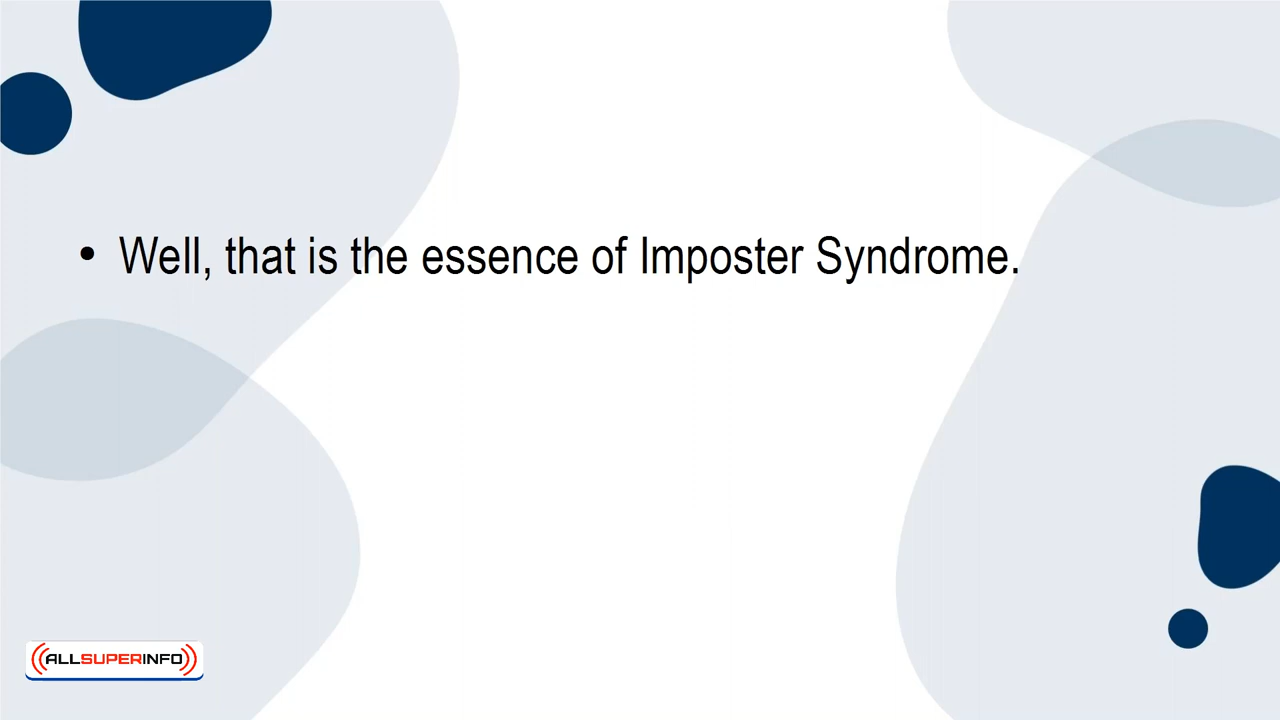 • Well, that is the essence of Imposter Syndrome.
ALLSUPERINFO